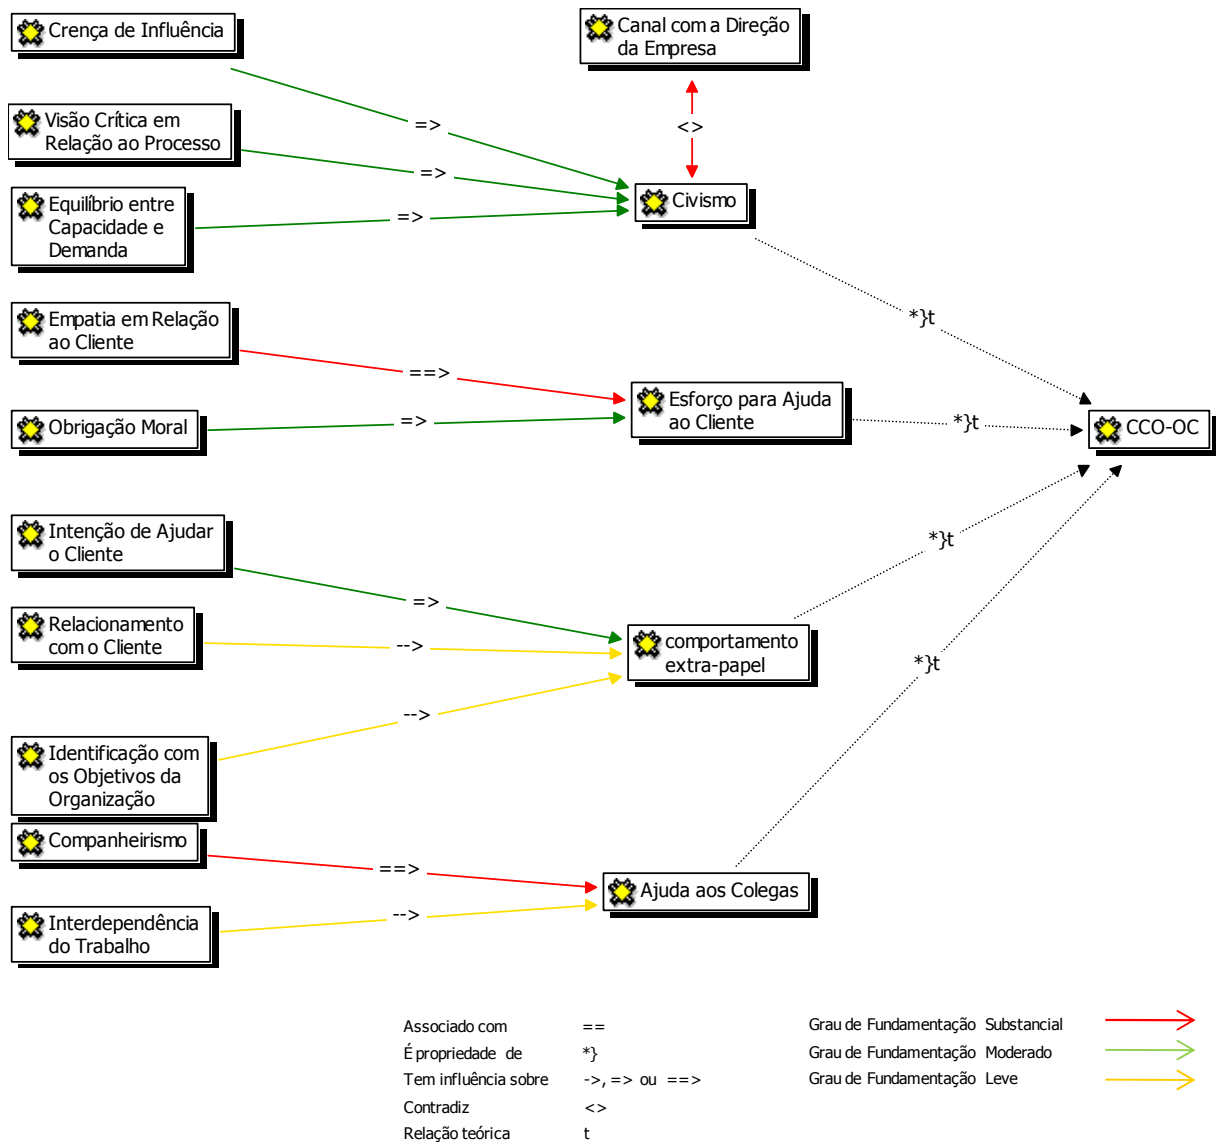 Crença de Influência
Canal com a Direção
da Empresa
=>
<>
Visão Crítica em
Relação ao Processo
=>
Civismo
Equilíbrio entre
Capacidade e
Demanda
=>
*}t
Empatia em Relação
ao Cliente
==>
Esforço para Ajuda
ao Cliente
*}t
CCO-OC
Obrigação Moral
=>
Intenção de Ajudar
o Cliente
=>
*}t
Relacionamento
com o Cliente
-->
comportamento
extra-papel
*}t
Identificação com
os Objetivos da
Organização
-->
Companheirismo
==>
Ajuda aos Colegas
Interdependência
do Trabalho
-->
Associado com ==
É propriedade de *}
Tem influência sobre ->, => ou ==>
Contradiz <>
Relação teórica t
Grau de Fundamentação Substancial
Grau de Fundamentação Moderado
Grau de Fundamentação Leve